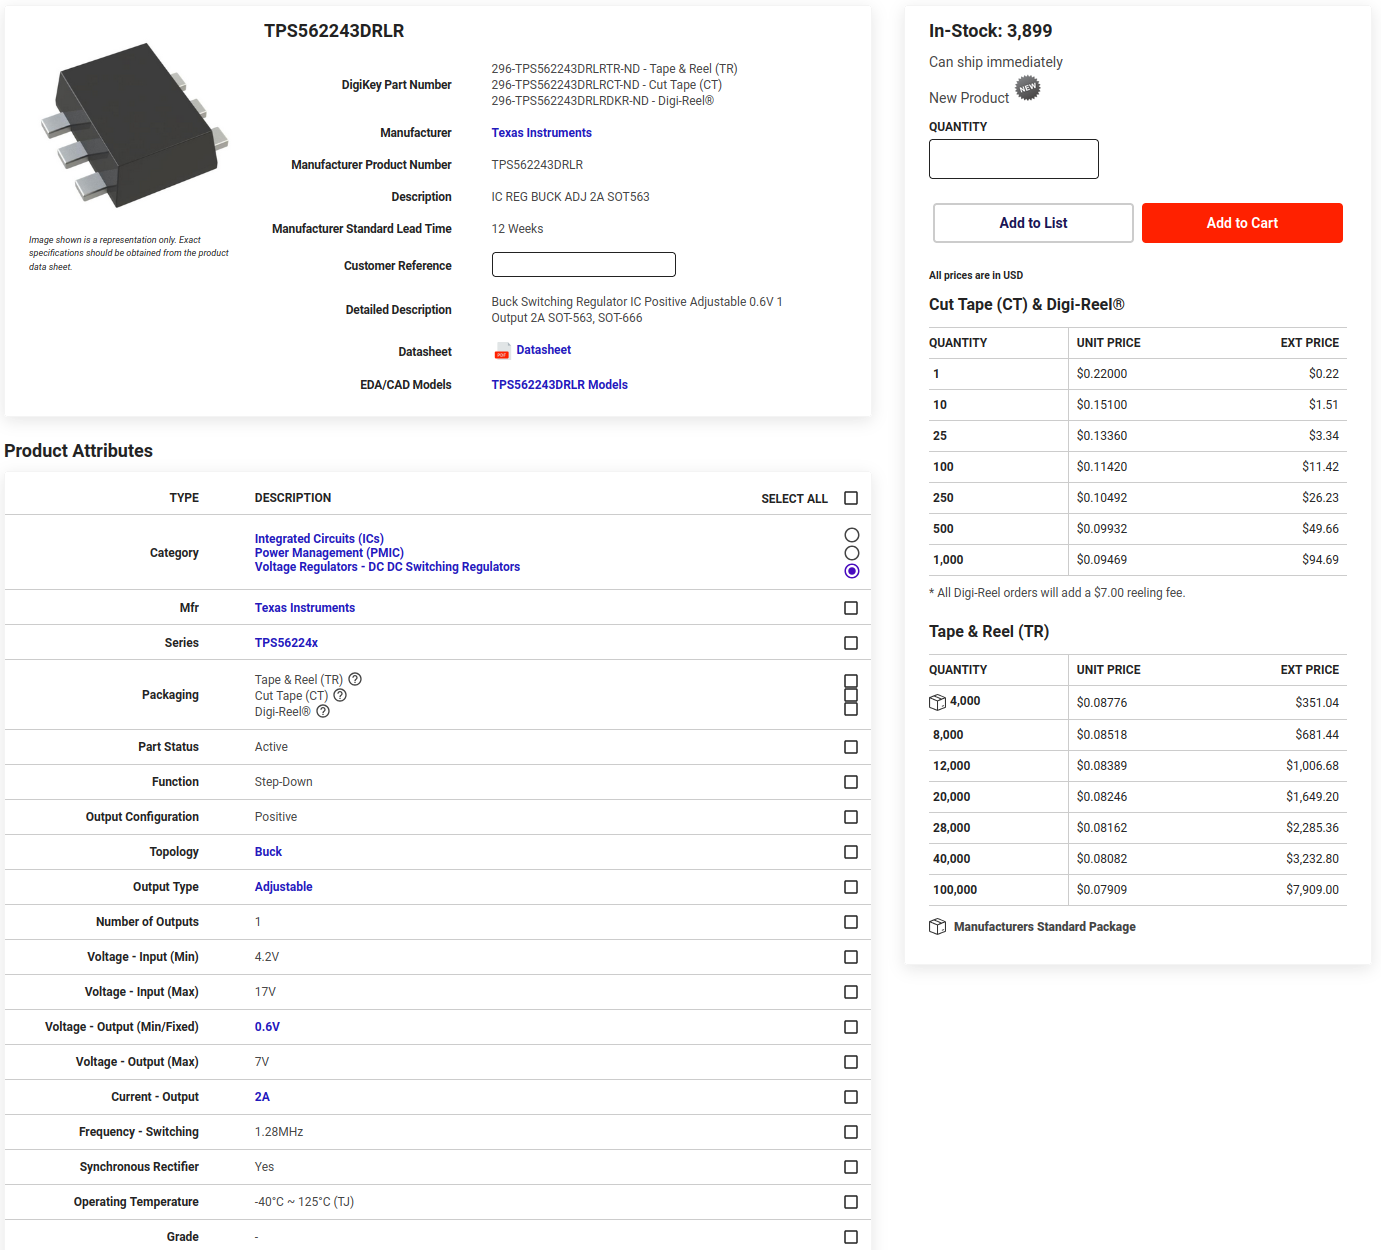 TPS562243DRLR
Image shown is a representation only. Exact
specifications should be obtained from the product
data sheet.
DigiKey Part Number
296-TPS562243DRLRTR-ND - Tape & Reel (TR)
296-TPS562243DRLRCT-ND - Cut Tape (CT)
296-TPS562243DRLRDKR-ND - Digi-Reel®
Manufacturer Texas Instruments
Manufacturer Product Number TPS562243DRLR
Description IC REG BUCK ADJ 2A SOT563
Manufacturer Standard Lead Time 12 Weeks
Customer Reference
Detailed Description
Buck Switching Regulator IC Positive Adjustable 0.6V 1
Output 2A SOT-563, SOT-666
Datasheet PDF Datasheet
EDA/CAD Models TPS562243DRLR Models
Product Attributes
TYPE DESCRIPTION SELECT ALL
Category
Integrated Circuits (ICs)
Power Management (PMIC)
Voltage Regulators - DC DC Switching Regulators
Mfr Texas Instruments
Series TPS56224x
Packaging
Tape & Reel (TR) ?
Cut Tape (CT) ?
Digi-Reel® ?
Part Status Active
Function Step-Down
Output Configuration Positive
Topology Buck
Output Type Adjustable
Number of Outputs 1
Voltage - Input (Min) 4.2V
Voltage - Input (Max) 17V
Voltage - Output (Min/Fixed) 0.6V
Voltage - Output (Max) 7V
Current - Output 2A
Frequency - Switching 1.28MHz
Synchronous Rectifier Yes
Operating Temperature -40°C ~ 125°C (TJ)
Grade -
In-Stock: 3,899
Can ship immediately
New Product NEW
QUANTITY
Add to List Add to Cart
All prices are in USD
Cut Tape (CT) & Digi-Reel®
QUANTITY UNIT PRICE EXT PRICE
1 $0.22000 $0.22
10 $0.15100 $1.51
25 $0.13360 $3.34
100 $0.11420 $11.42
250 $0.10492 $26.23
500 $0.09932 $49.66
1,000 $0.09469 $94.69
* All Digi-Reel orders will add a $7.00 reeling fee.
Tape & Reel (TR)
QUANTITY UNIT PRICE EXT PRICE
4,000 $0.08776 $351.04
8,000 $0.08518 $681.44
12,000 $0.08389 $1,006.68
20,000 $0.08246 $1,649.20
28,000 $0.08162 $2,285.36
40,000 $0.08082 $3,232.80
100,000 $0.07909 $7,909.00
Manufacturers Standard Package